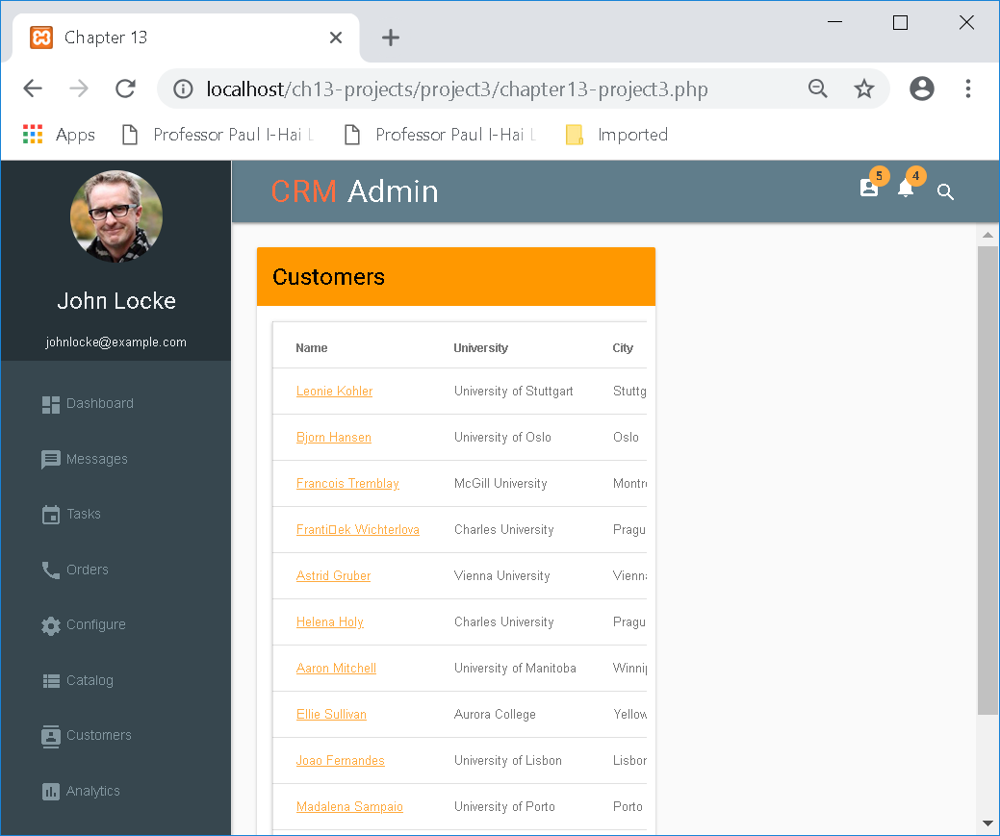 Chapter 13
localhost/ch13-projects/project3/chapter13-project3.php
Apps Professor Paul I-Hai Professor Paul I-Hai Imported
CRM Admin 5 4
John Locke
johnlocke@example.com
Dashboard
Messages
Tasks
Orders
Configure
Catalog
Customers
Analytics
Customers
Name University City
Leonie Kohler University of Stuttgart Stuttg
Bjorn Hansen University of Oslo Oslo
Francois Tremblay McGill University Montr
Franti□ek Wichterlova Charles University Pragu
Astrid Gruber Vienna University Vienn
Helena Holy Charles University Pragu
Aaron Mitchell University of Manitoba Winni
Ellie Sullivan Aurora College Yellow
Joao Fernandes University of Lisbon Lisbor
Madalena Sampaio University of Porto Porto